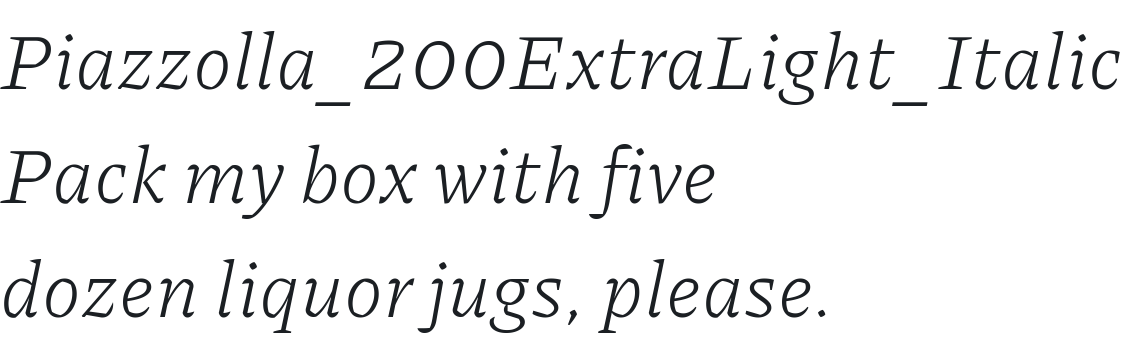 Piazzolla_200ExtraLight_Italic
Pack my box with five
dozen liquor jugs, please.